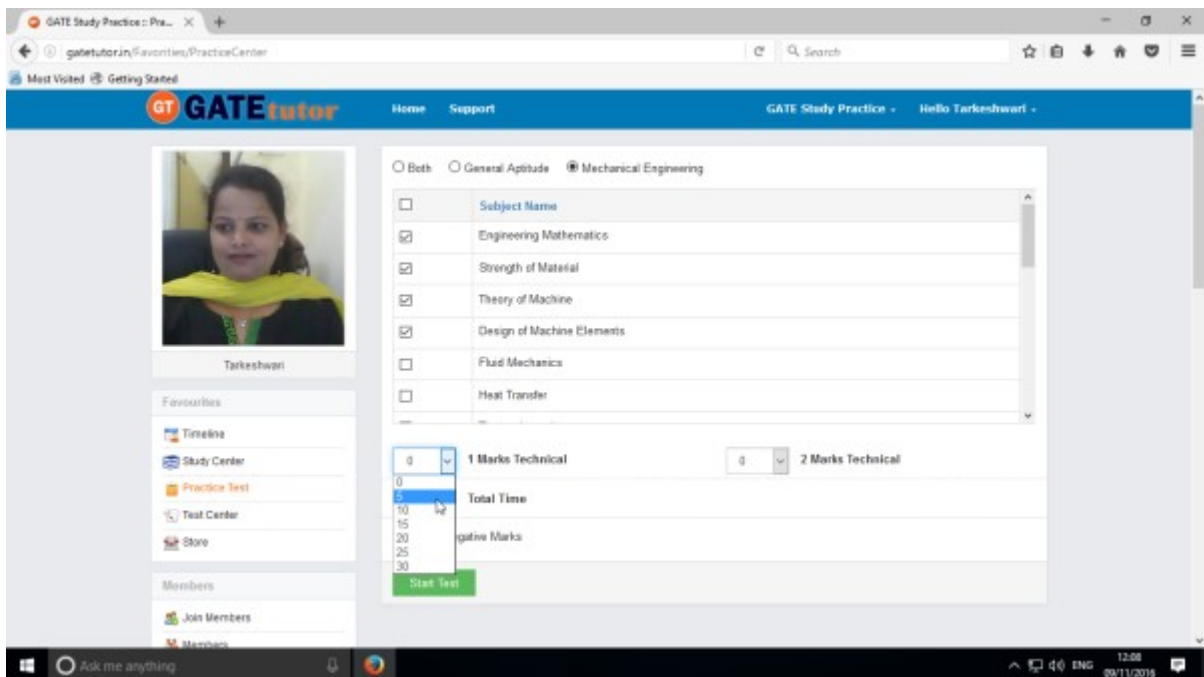 GATE Study Practice :: Pra...
gatetutor.in/Favorities/PracticeCenter
Search
Most Visited Getting Started
GT GATEtutor Home Support GATE Study Practice Hello Tarkeshwari
Both General Aptitude Mechanical Engineering
Subject Name
Engineering Mathematics
Strength of Material
Theory of Machine
Design of Machine Elements
Fluid Mechanics
Heat Transfer
Tarkeshwari
Favourites
Timeline
Study Center
Practice Test
Test Center
Store
Members
Join Members
Members
0 1 Marks Technical 0 2 Marks Technical
0
5
10
15
20
25
30
Total Time
gative Marks
Start Test
Ask me anything
ENG 12:08
09/11/2016